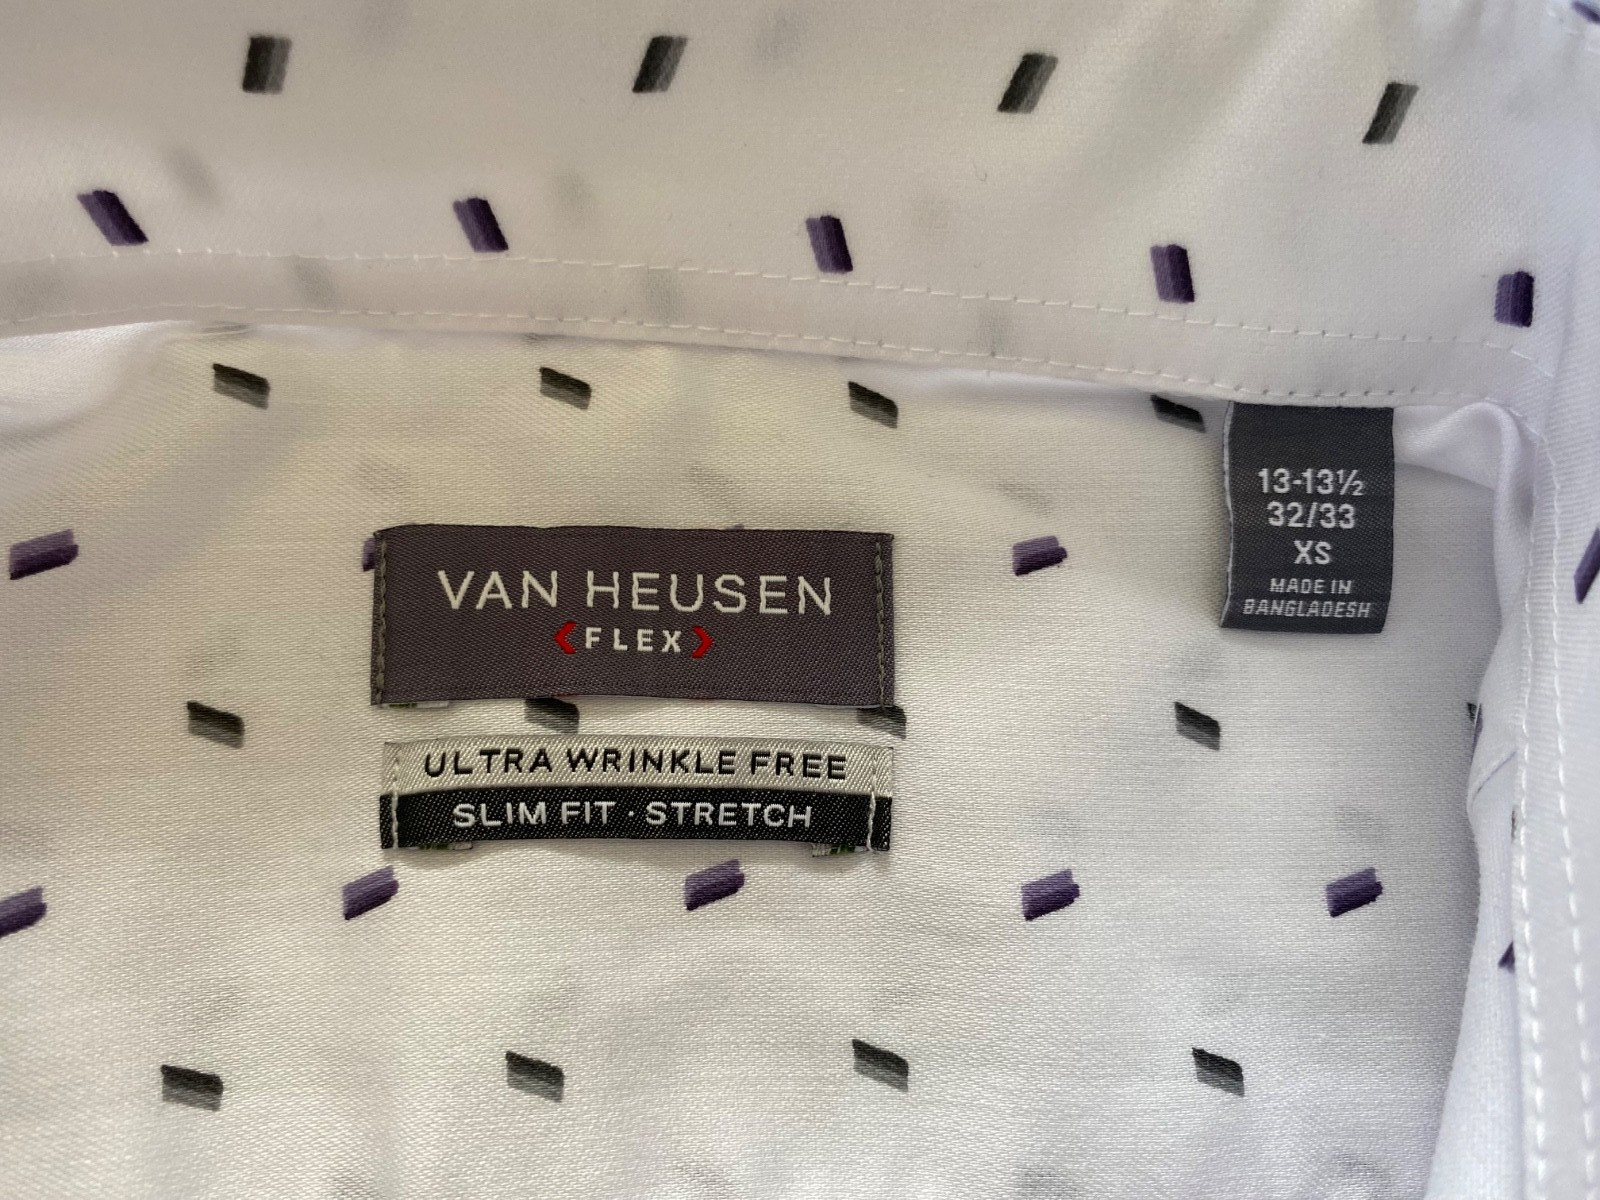 VAN HEUSEN
FLEX
ULTRA WRINKLE FREE
SLIM FIT · STRETCH
13-13½
32/33
XS
MADE IN
BANGLADESH